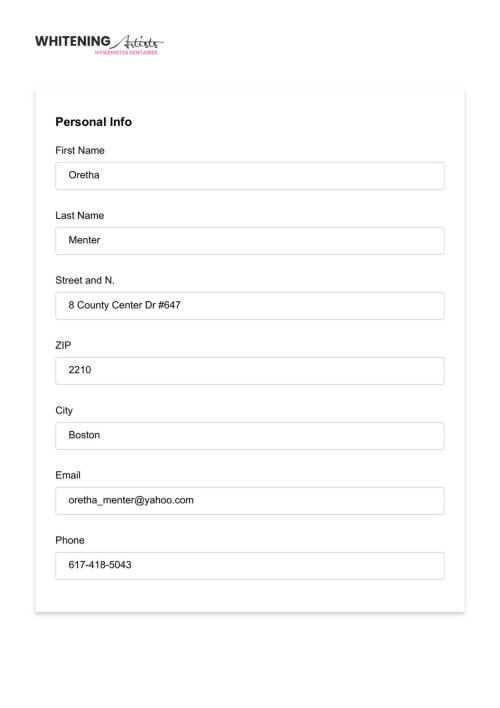 WHITENING Artists
HYGIÉNISTES DENTAIRES
Personal Info
First Name
Oretha
Last Name
Menter
Street and N.
8 County Center Dr #647
ZIP
2210
City
Boston
Email
oretha_menter@yahoo.com
Phone
617-418-5043